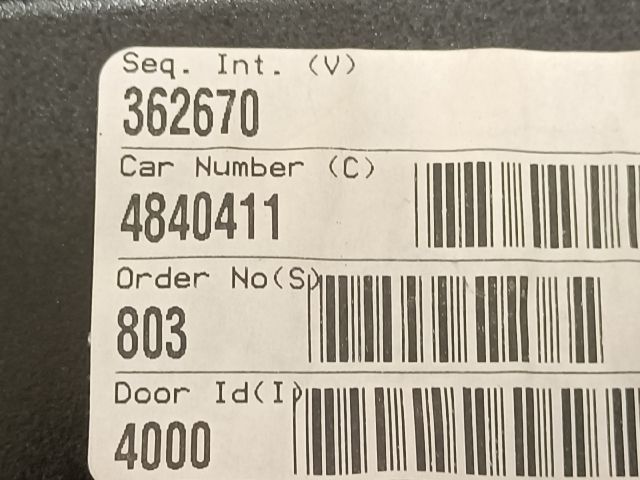 Seq. Int. (V)
362670
Car Number (C)
4840411
Order No(S)
803
Door Id(I)
4000